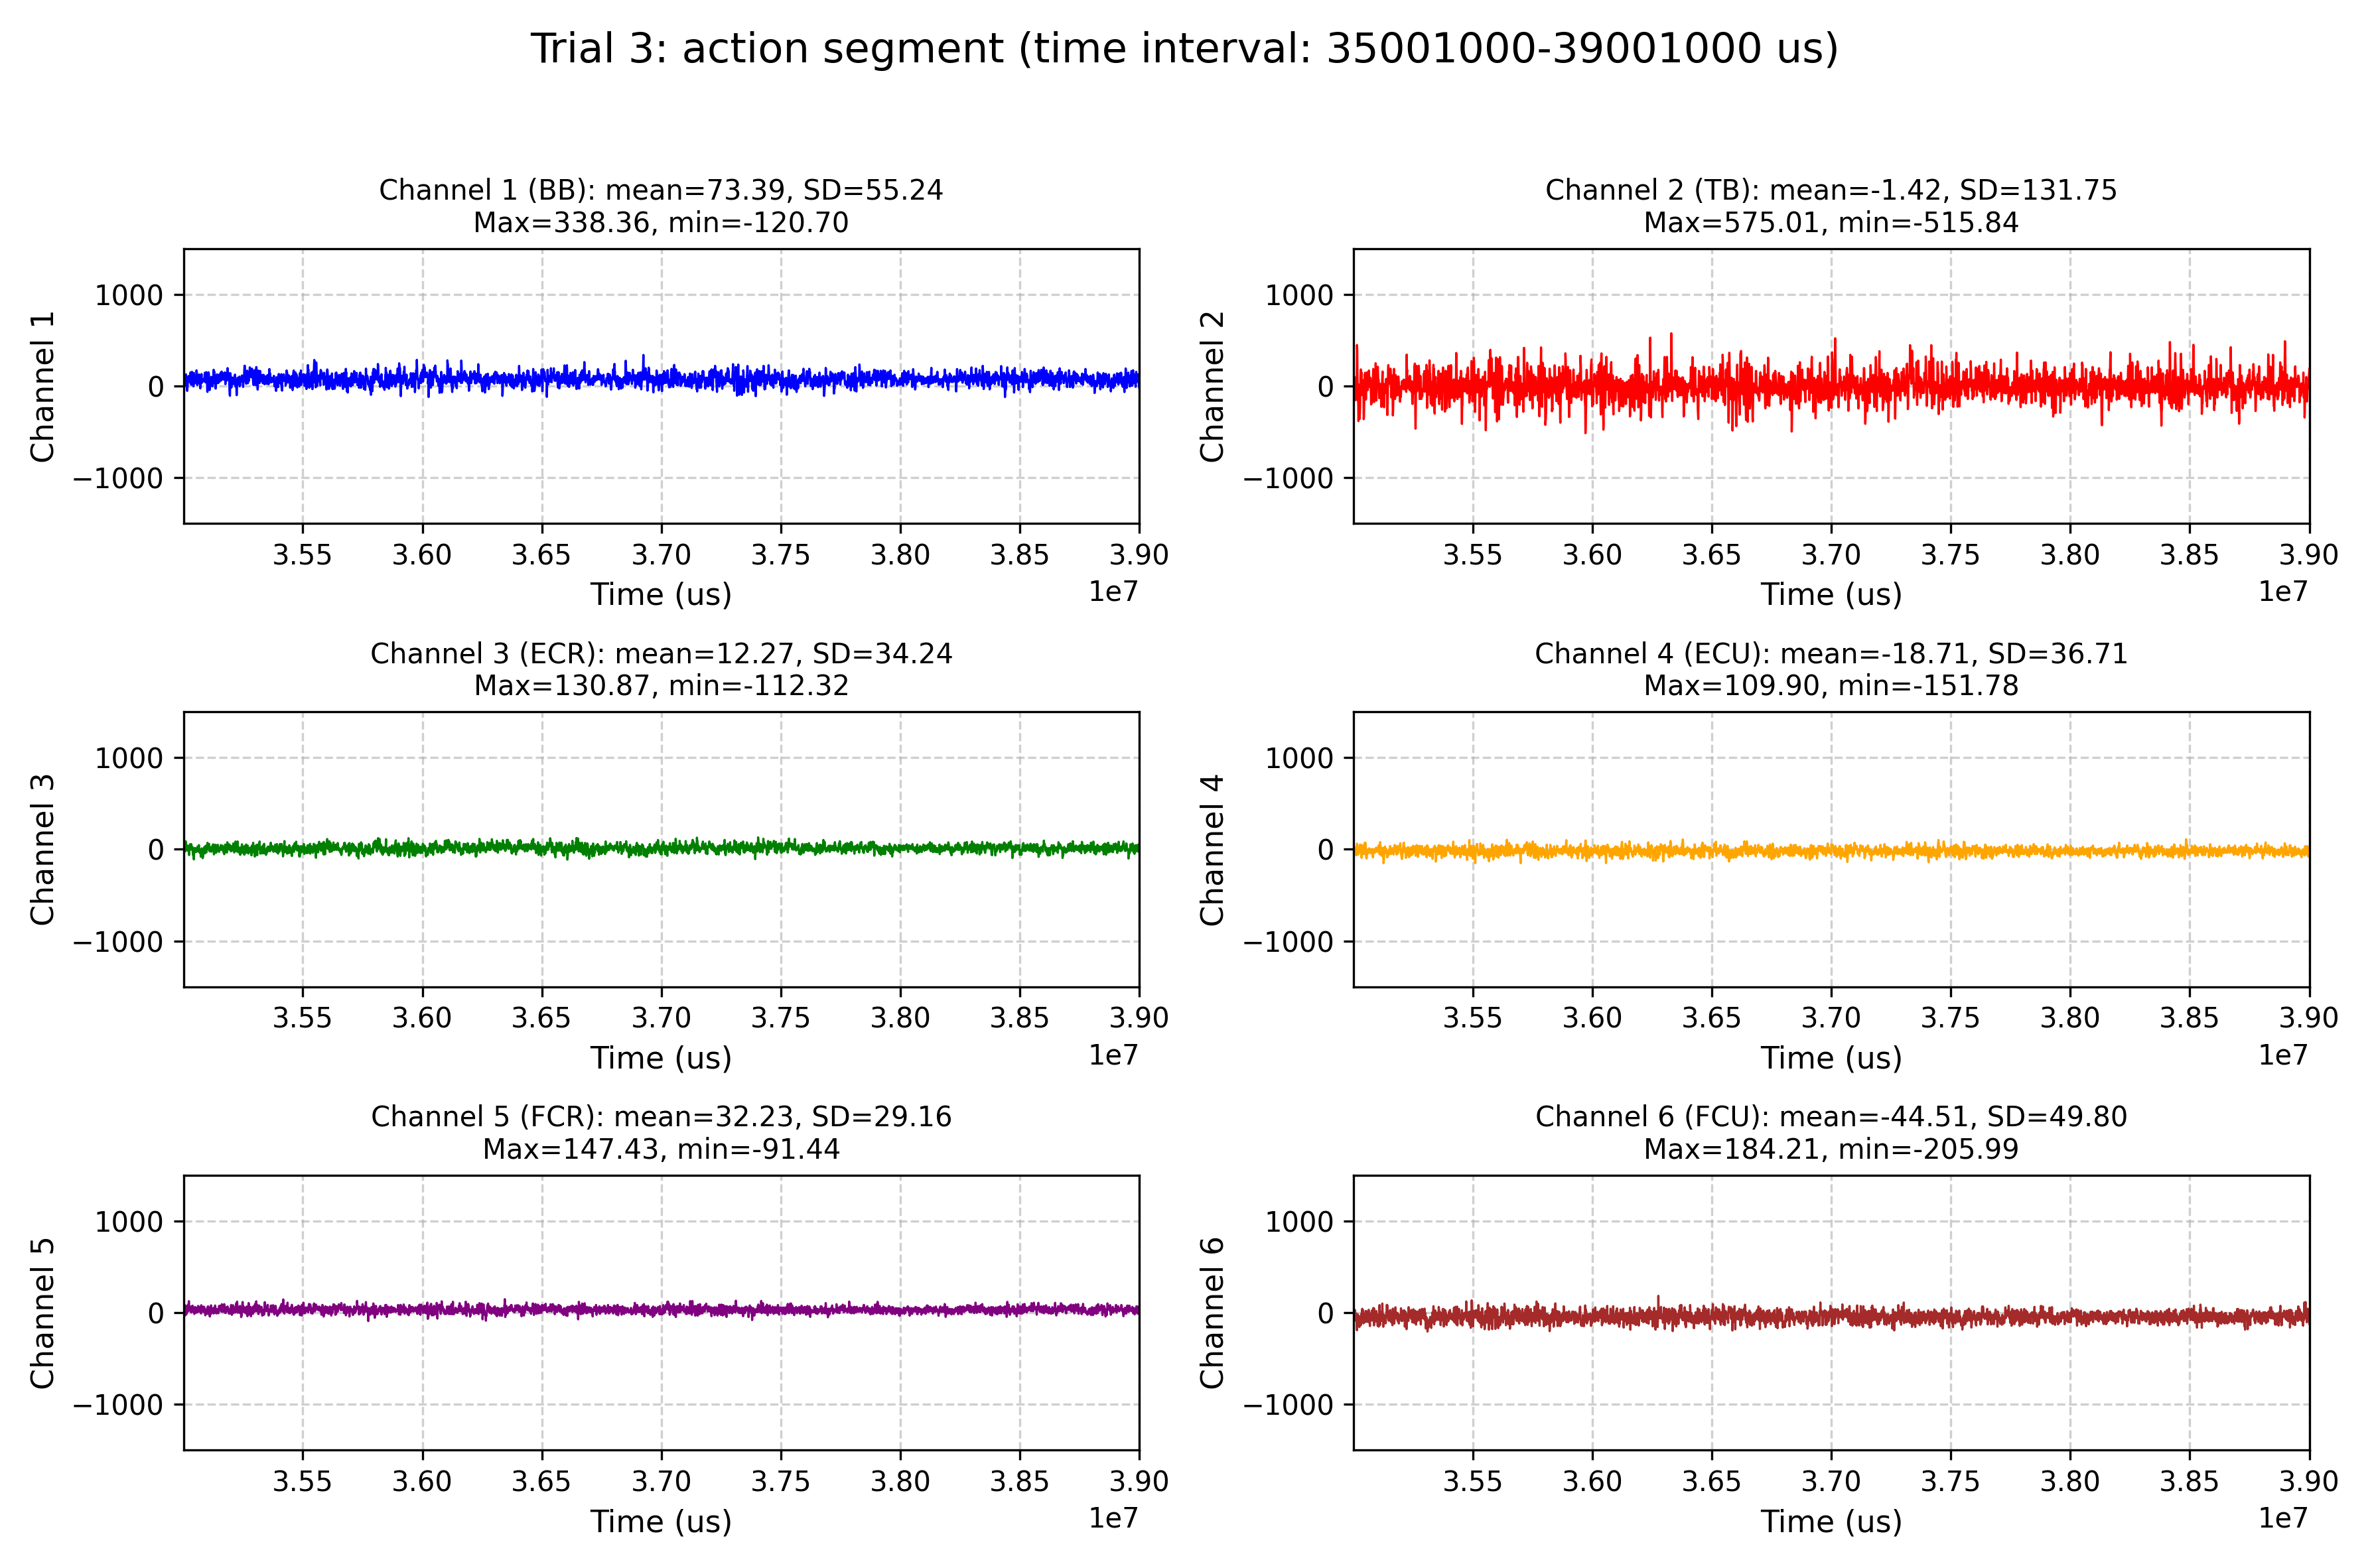 Trial 3: action segment (time interval: 35001000-39001000 us)
Channel 1 (BB): mean=73.39, SD=55.24
Max=338.36, min=-120.70
Channel 1
1000
0
−1000
3.55 3.60 3.65 3.70 3.75 3.80 3.85 3.90
1e7
Time (us)
Channel 2 (TB): mean=-1.42, SD=131.75
Max=575.01, min=-515.84
Channel 2
1000
0
−1000
3.55 3.60 3.65 3.70 3.75 3.80 3.85 3.90
1e7
Time (us)
Channel 3 (ECR): mean=12.27, SD=34.24
Max=130.87, min=-112.32
Channel 3
1000
0
−1000
3.55 3.60 3.65 3.70 3.75 3.80 3.85 3.90
1e7
Time (us)
Channel 4 (ECU): mean=-18.71, SD=36.71
Max=109.90, min=-151.78
Channel 4
1000
0
−1000
3.55 3.60 3.65 3.70 3.75 3.80 3.85 3.90
1e7
Time (us)
Channel 5 (FCR): mean=32.23, SD=29.16
Max=147.43, min=-91.44
Channel 5
1000
0
−1000
3.55 3.60 3.65 3.70 3.75 3.80 3.85 3.90
1e7
Time (us)
Channel 6 (FCU): mean=-44.51, SD=49.80
Max=184.21, min=-205.99
Channel 6
1000
0
−1000
3.55 3.60 3.65 3.70 3.75 3.80 3.85 3.90
1e7
Time (us)